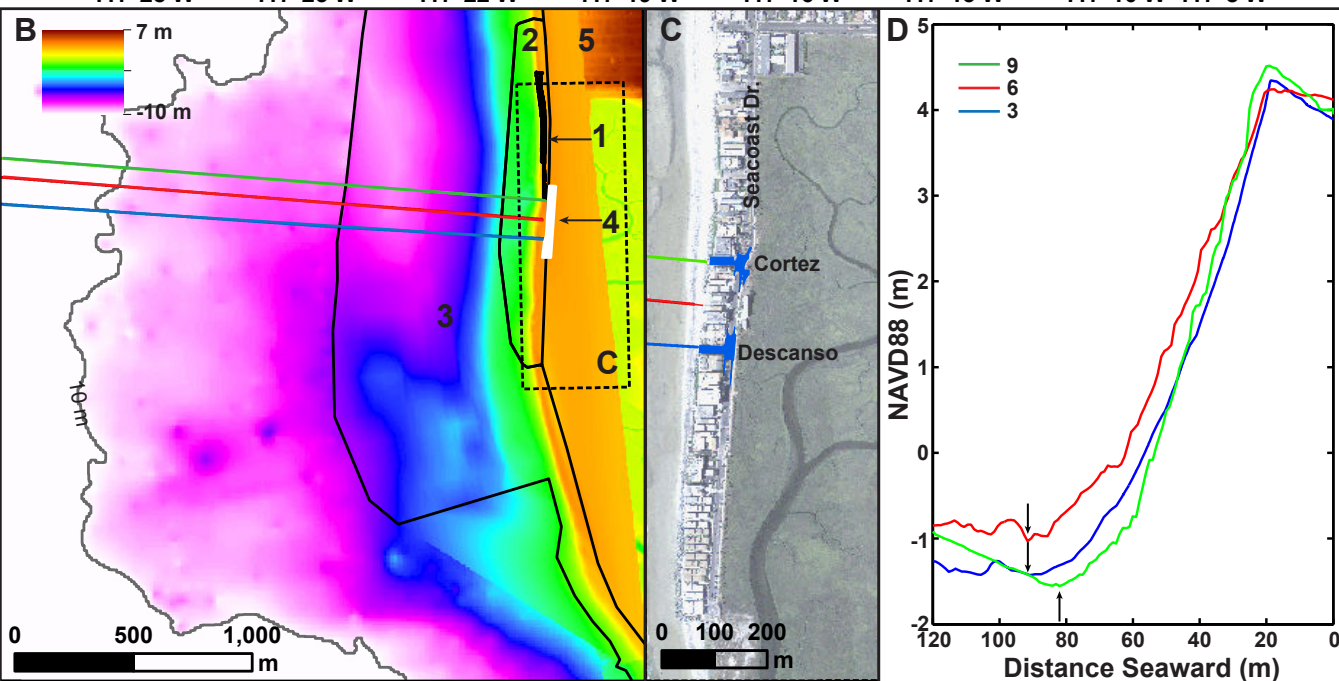 B
7 m
-10 m
2
5
1
4
3
C
10 m
0 500 1,000
m
C
Seacoast Dr.
Cortez
Descanso
0 100 200
m
D
9
6
3
NAVD88 (m)
5
4
3
2
1
0
-1
-2
120 100 80 60 40 20 0
Distance Seaward (m)